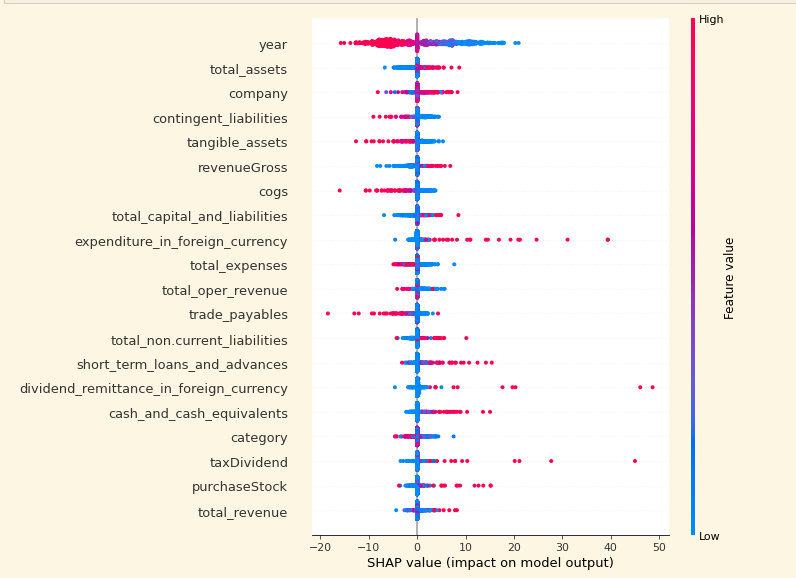 High
year
total_assets
company
contingent_liabilities
tangible_assets
revenueGross
cogs
total_capital_and_liabilities
expenditure_in_foreign_currency
total_expenses
total_oper_revenue
trade_payables
total_non.current_liabilities
short_term_loans_and_advances
dividend_remittance_in_foreign_currency
cash_and_cash_equivalents
category
taxDividend
purchaseStock
total_revenue
Feature value
Low
−20 −10 0 10 20 30 40 50
SHAP value (impact on model output)